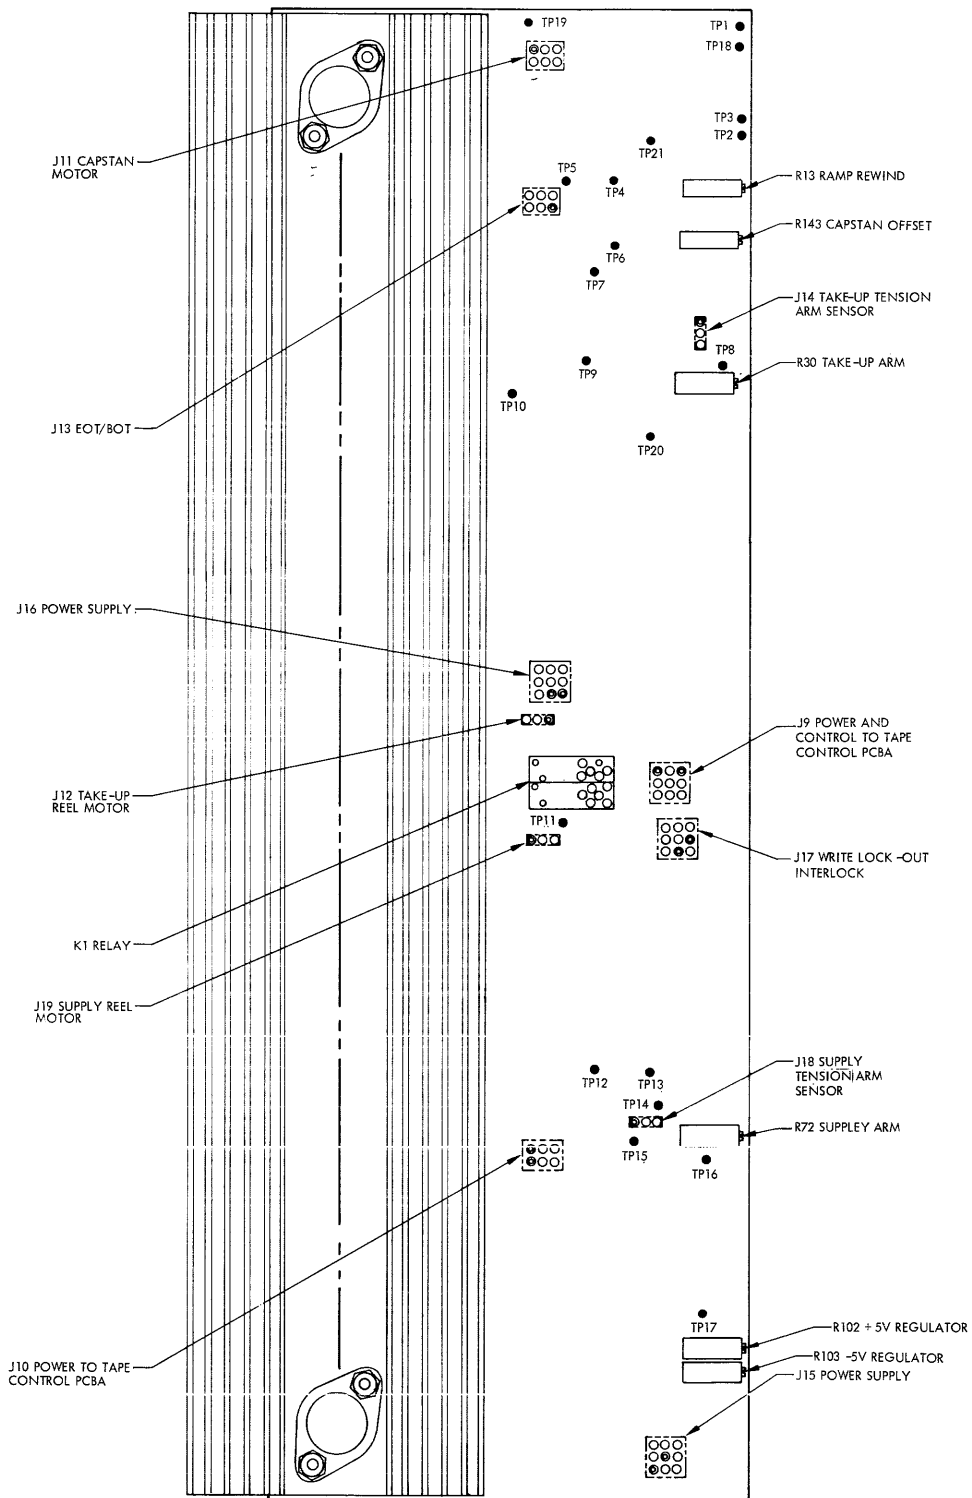 TP19
TP1
TP18
TP3
TP2
TP21
J11 CAPSTAN
MOTOR
TP5
TP4
R13 RAMP REWIND
R143 CAPSTAN OFFSET
TP6
TP7
J14 TAKE-UP TENSION
ARM SENSOR
TP8
R30 TAKE-UP ARM
TP9
TP10
J13 EOT/BOT
TP20
J16 POWER SUPPLY
J9 POWER AND
CONTROL TO TAPE
CONTROL PCBA
J12 TAKE-UP
REEL MOTOR
TP11
J17 WRITE LOCK-OUT
INTERLOCK
K1 RELAY
J19 SUPPLY REEL
MOTOR
J18 SUPPLY
TENSION ARM
SENSOR
TP12
TP13
TP14
R72 SUPPLEY ARM
TP15
TP16
TP17
R102 + 5V REGULATOR
R103 -5V REGULATOR
J10 POWER TO TAPE
CONTROL PCBA
J15 POWER SUPPLY